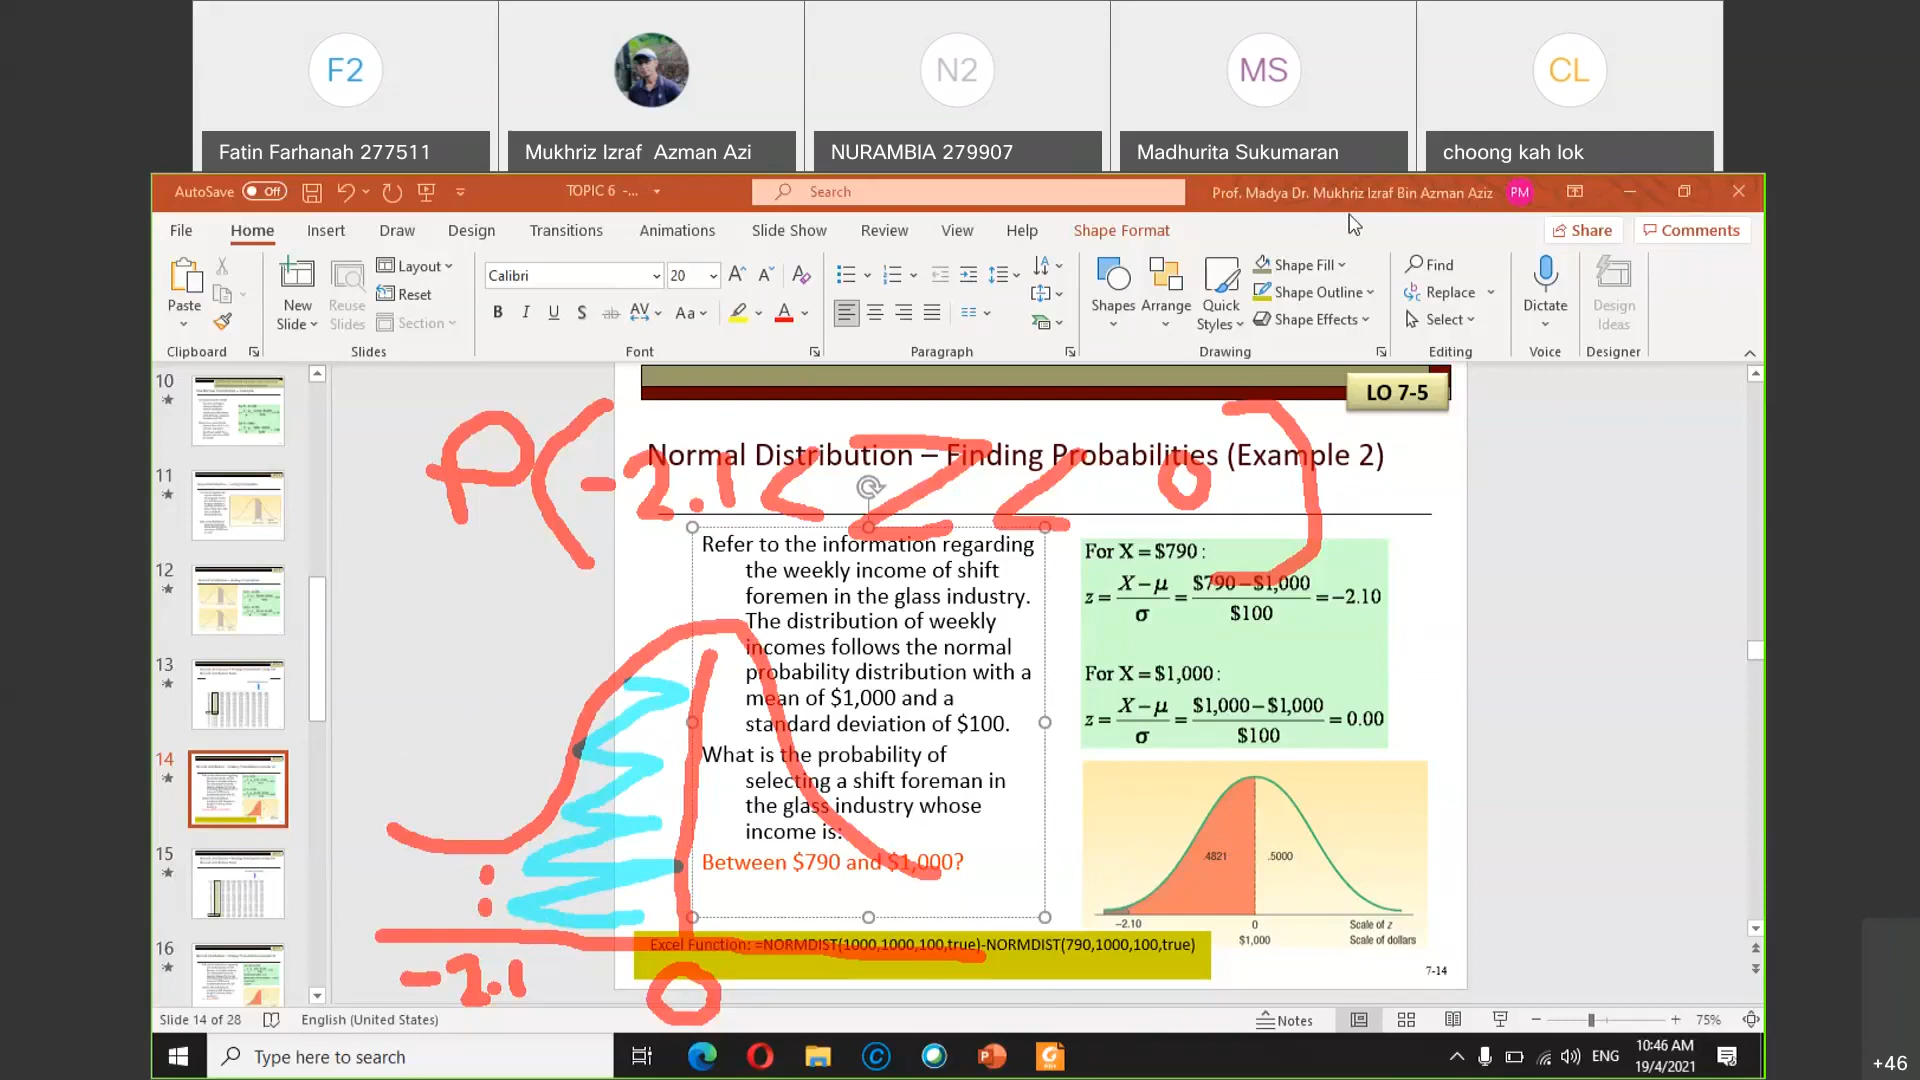 F2
N2
MS
CL
Fatin Farhanah 277511
Mukhriz Izraf Azman Azi
NURAMBIA 279907
Madhurita Sukumaran
choong kah lok
AutoSave Off
TOPIC 6 -...
Search
Prof. Madya Dr. Mukhriz Izraf Bin Azman Aziz PM
File Home Insert Draw Design Transitions Animations Slide Show Review View Help Shape Format
Share Comments
Paste
Clipboard
New Slide
Reuse Slides
Layout
Reset
Section
Slides
Calibri 20
B I U S ab AV Aa A
Font
Paragraph
Shapes
Arrange
Quick Styles
Shape Fill
Shape Outline
Shape Effects
Drawing
Find
Replace
Select
Editing
Dictate
Voice
Design Ideas
Designer
10
11
12
13
14
15
16
LO 7-5
Normal Distribution – Finding Probabilities (Example 2)
P(-2.1<Z<0)
Refer to the information regarding
the weekly income of shift
foremen in the glass industry.
The distribution of weekly
incomes follows the normal
probability distribution with a
mean of $1,000 and a
standard deviation of $100.
What is the probability of
selecting a shift foreman in
the glass industry whose
income is:
Between $790 and $1,000?
For X = $790 :
z = X − μ / σ = $790 − $1,000 / $100 = −2.10
For X = $1,000 :
z = X − μ / σ = $1,000 − $1,000 / $100 = 0.00
.4821 .5000
−2.10 0 Scale of z
$1,000 Scale of dollars
Excel Function: =NORMDIST(1000,1000,100,true)-NORMDIST(790,1000,100,true)
7-14
-2.1 0
Slide 14 of 28 English (United States)
Notes
75%
Type here to search
ENG
10:46 AM
19/4/2021
+46